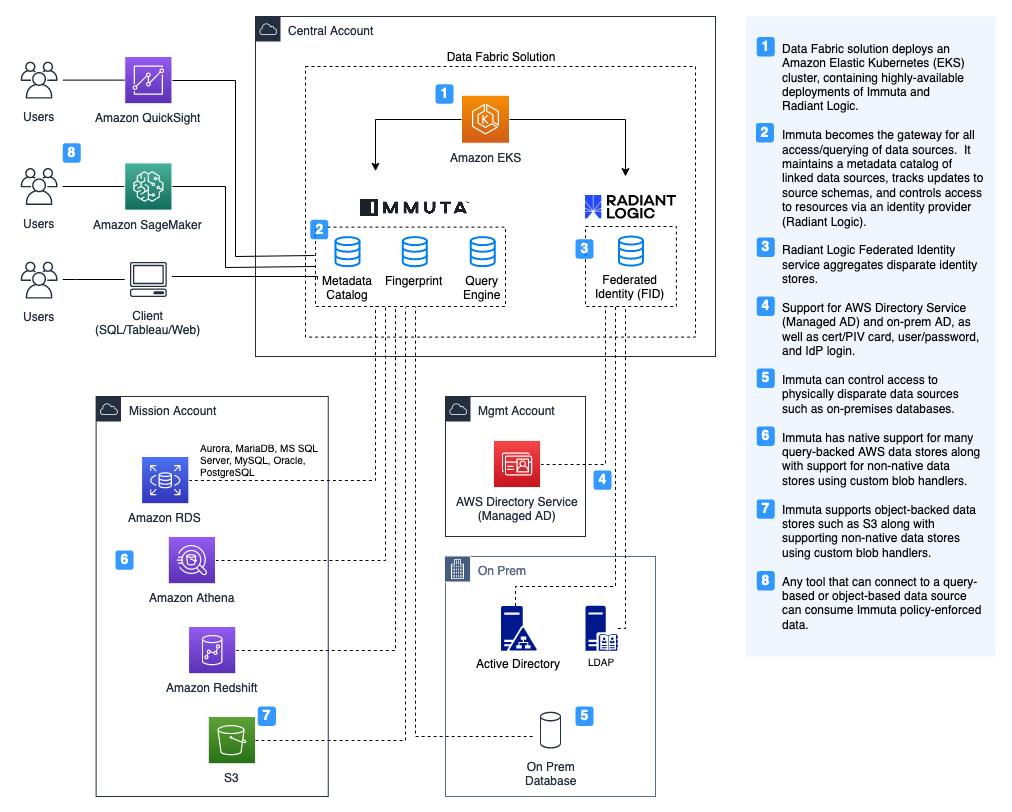 Central Account
Data Fabric Solution
1
Amazon EKS
Users
Amazon QuickSight
8
Users
Amazon SageMaker
Users
Client
(SQL/Tableau/Web)
IMMUTA™
RADIANT
LOGIC
2
Metadata
Catalog
Fingerprint
Query
Engine
3
Federated
Identity (FID)
Mission Account
Aurora, MariaDB, MS SQL
Server, MySQL, Oracle,
PostgreSQL
Amazon RDS
6
Amazon Athena
Amazon Redshift
7
S3
Mgmt Account
4
AWS Directory Service
(Managed AD)
On Prem
Active Directory
LDAP
5
On Prem
Database
1
Data Fabric solution deploys an
Amazon Elastic Kubernetes (EKS)
cluster, containing highly-available
deployments of Immuta and
Radiant Logic.
2
Immuta becomes the gateway for all
access/querying of data sources. It
maintains a metadata catalog of
linked data sources, tracks updates to
source schemas, and controls access
to resources via an identity provider
(Radiant Logic).
3
Radiant Logic Federated Identity
service aggregates disparate identity
stores.
4
Support for AWS Directory Service
(Managed AD) and on-prem AD, as
well as cert/PIV card, user/password,
and IdP login.
5
Immuta can control access to
physically disparate data sources
such as on-premises databases.
6
Immuta has native support for many
query-backed AWS data stores along
with support for non-native data
stores using custom blob handlers.
7
Immuta supports object-backed data
stores such as S3 along with
supporting non-native data stores
using custom blob handlers.
8
Any tool that can connect to a query-
based or object-based data source
can consume Immuta policy-enforced
data.